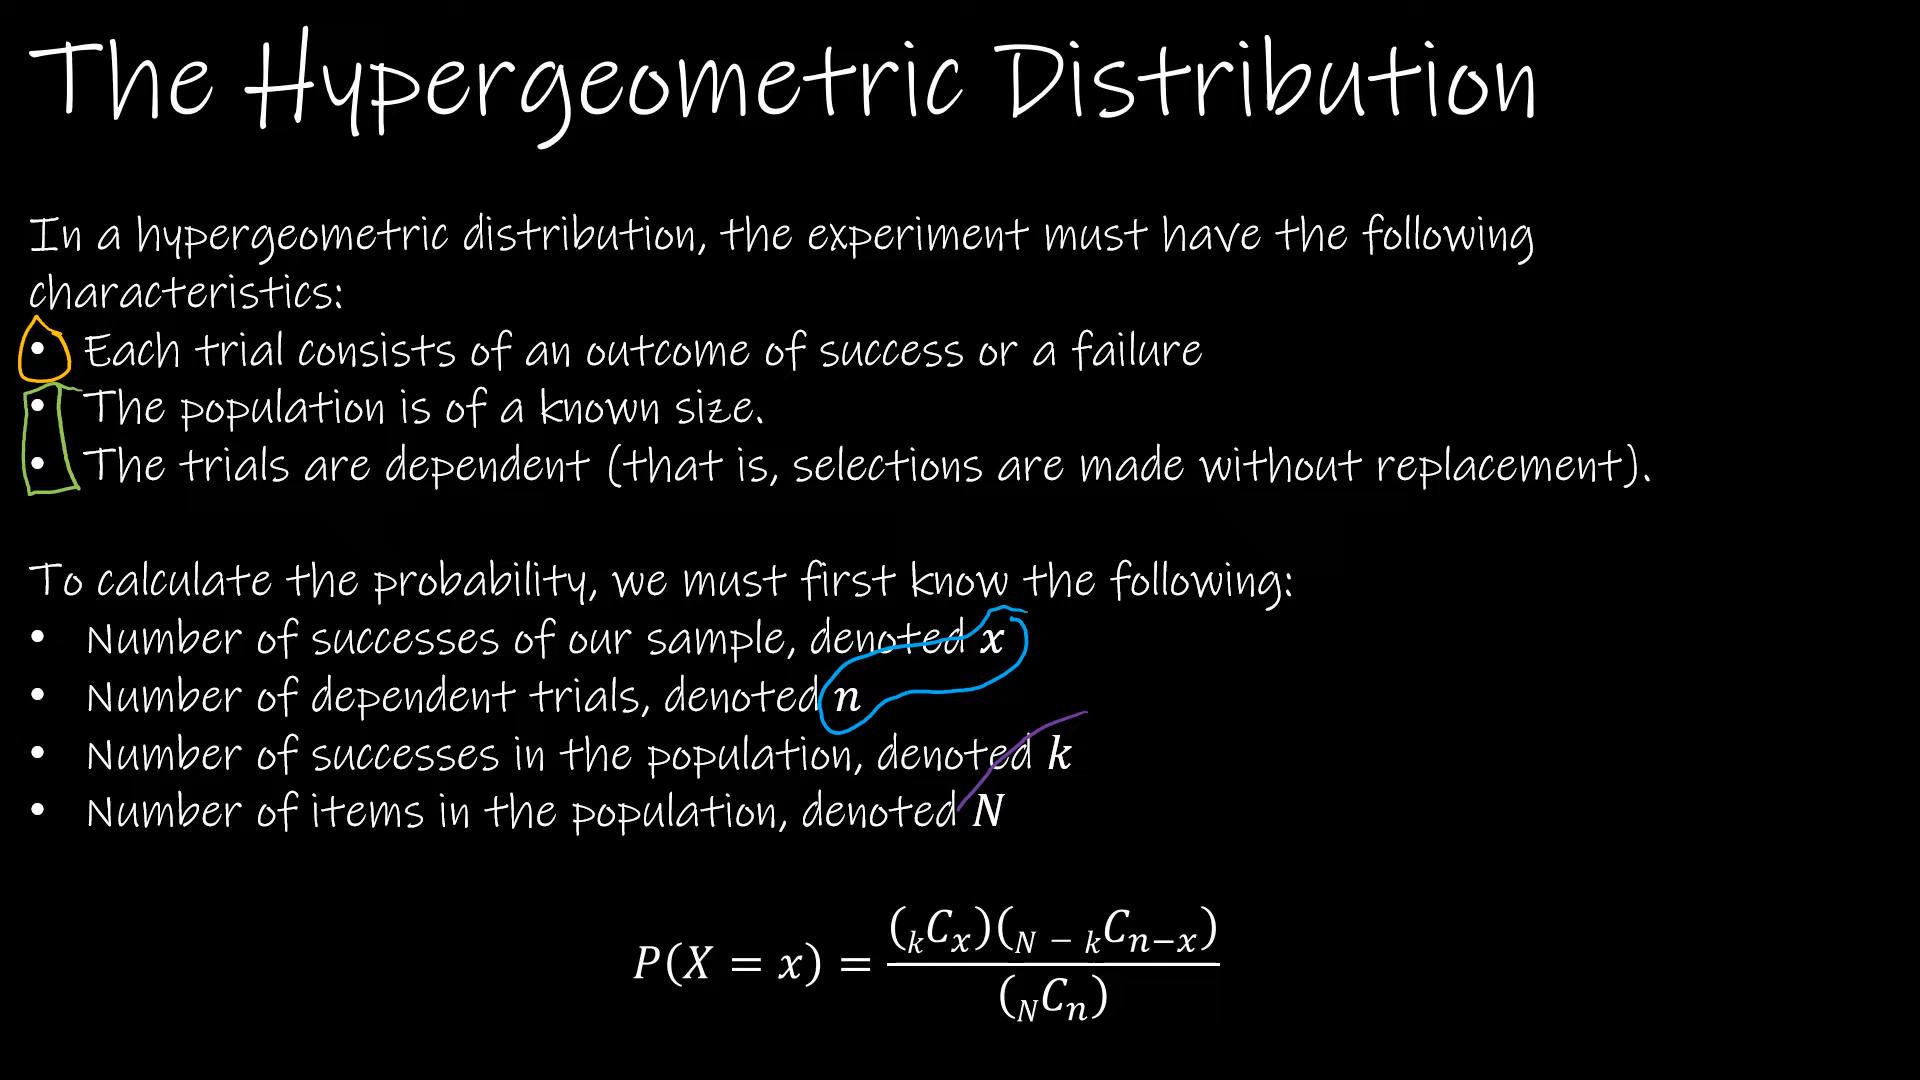 The Hypergeometric Distribution
In a hypergeometric distribution, the experiment must have the following
characteristics:
• Each trial consists of an outcome of success or a failure
• The population is of a known size.
• The trials are dependent (that is, selections are made without replacement).
To calculate the probability, we must first know the following:
• Number of successes of our sample, denoted x
• Number of dependent trials, denoted n
• Number of successes in the population, denoted k
• Number of items in the population, denoted N
P(X = x) = (ₖCₓ)(N − kCn−x) / (NCn)